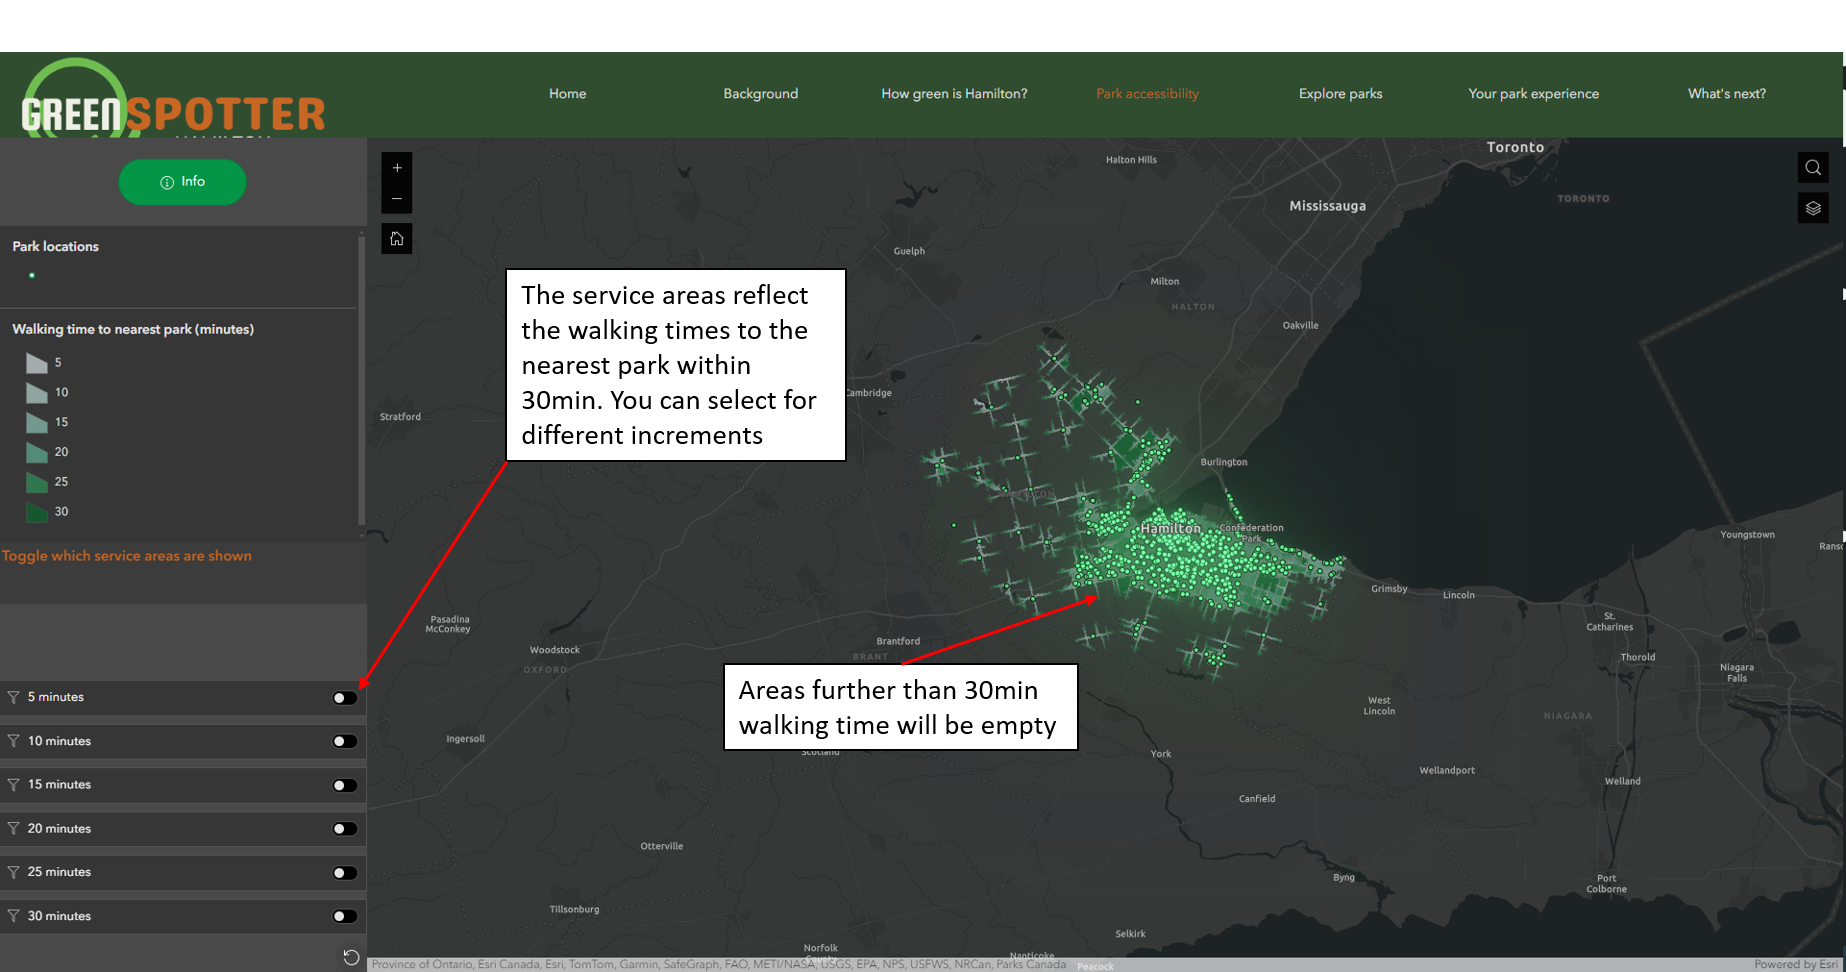 GREENSPOTTER
Home
Background
How green is Hamilton?
Park accessibility
Explore parks
Your park experience
What's next?
Info
Park locations
Walking time to nearest park (minutes)
5
10
15
20
25
30
Toggle which service areas are shown
5 minutes
10 minutes
15 minutes
20 minutes
25 minutes
30 minutes
+
−
The service areas reflect
the walking times to the
nearest park within
30min. You can select for
different increments
Areas further than 30min
walking time will be empty
Toronto
TORONTO
Halton Hills
Mississauga
Guelph
Milton
HALTON
Oakville
Cambridge
Stratford
Burlington
HAMILTON
Hamilton
Confederation
Park
Youngstown
Grimsby
Lincoln
St.
Catharines
Pasadina
McConkey
Woodstock
OXFORD
Brantford
BRANT
Thorold
Niagara
Falls
West
Lincoln
NIAGARA
Ingersoll
Scotland
York
Wellandport
Welland
Canfield
Otterville
Byng
Port
Colborne
Tillsonburg
Selkirk
Norfolk
County
Nanticoke
Peacock
Province of Ontario, Esri Canada, Esri, TomTom, Garmin, SafeGraph, FAO, METI/NASA, USGS, EPA, NPS, USFWS, NRCan, Parks Canada
Powered by Esri